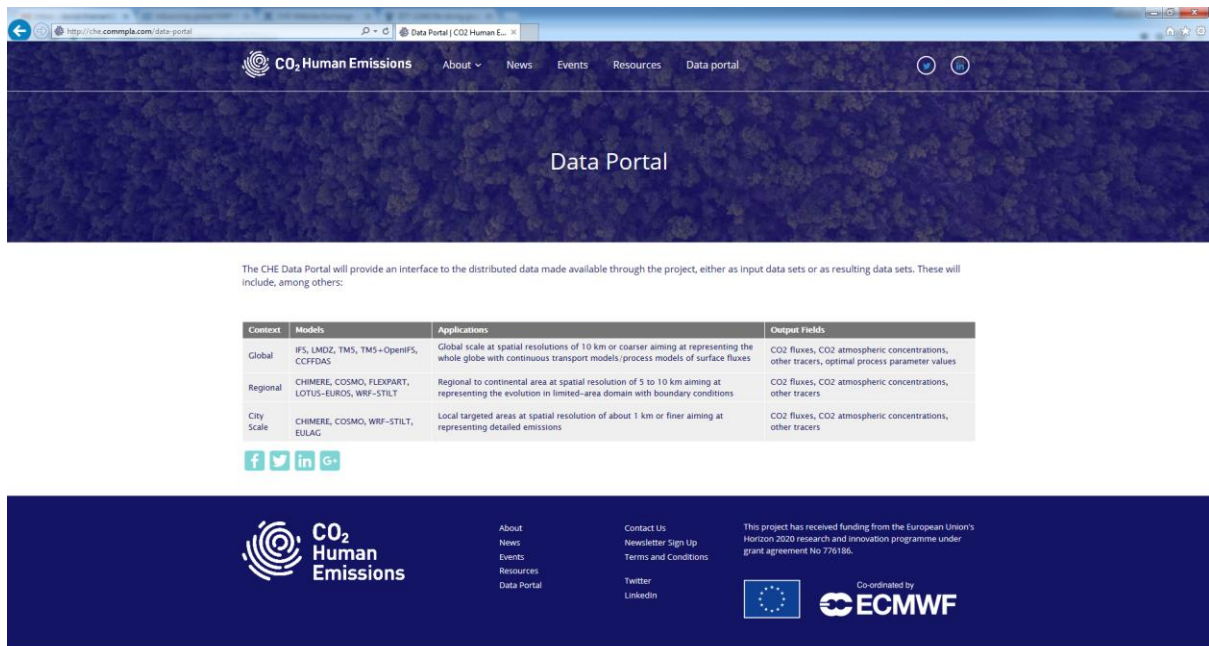 http://che.commpla.com/data-portal
Data Portal | CO2 Human E...
CO2 Human Emissions
About
News
Events
Resources
Data portal
Data Portal
The CHE Data Portal will provide an interface to the distributed data made available through the project, either as input data sets or as resulting data sets. These will
include, among others:
Context Models Applications Output Fields
Global
IFS, LMDZ, TM5, TM5+OpenIFS,
CCFFDAS
Global scale at spatial resolutions of 10 km or coarser aiming at representing the
whole globe with continuous transport models/process models of surface fluxes
CO2 fluxes, CO2 atmospheric concentrations,
other tracers, optimal process parameter values
Regional
CHIMERE, COSMO, FLEXPART,
LOTUS-EUROS, WRF-STILT
Regional to continental area at spatial resolution of 5 to 10 km aiming at
representing the evolution in limited-area domain with boundary conditions
CO2 fluxes, CO2 atmospheric concentrations,
other tracers
City
Scale
CHIMERE, COSMO, WRF-STILT,
EULAG
Local targeted areas at spatial resolution of about 1 km or finer aiming at
representing detailed emissions
CO2 fluxes, CO2 atmospheric concentrations,
other tracers
f
in
G+
CO2
Human
Emissions
About
News
Events
Resources
Data Portal
Contact Us
Newsletter Sign Up
Terms and Conditions
Twitter
Linkedin
This project has received funding from the European Union's
Horizon 2020 research and innovation programme under
grant agreement No 776186.
Co-ordinated by
ECMWF